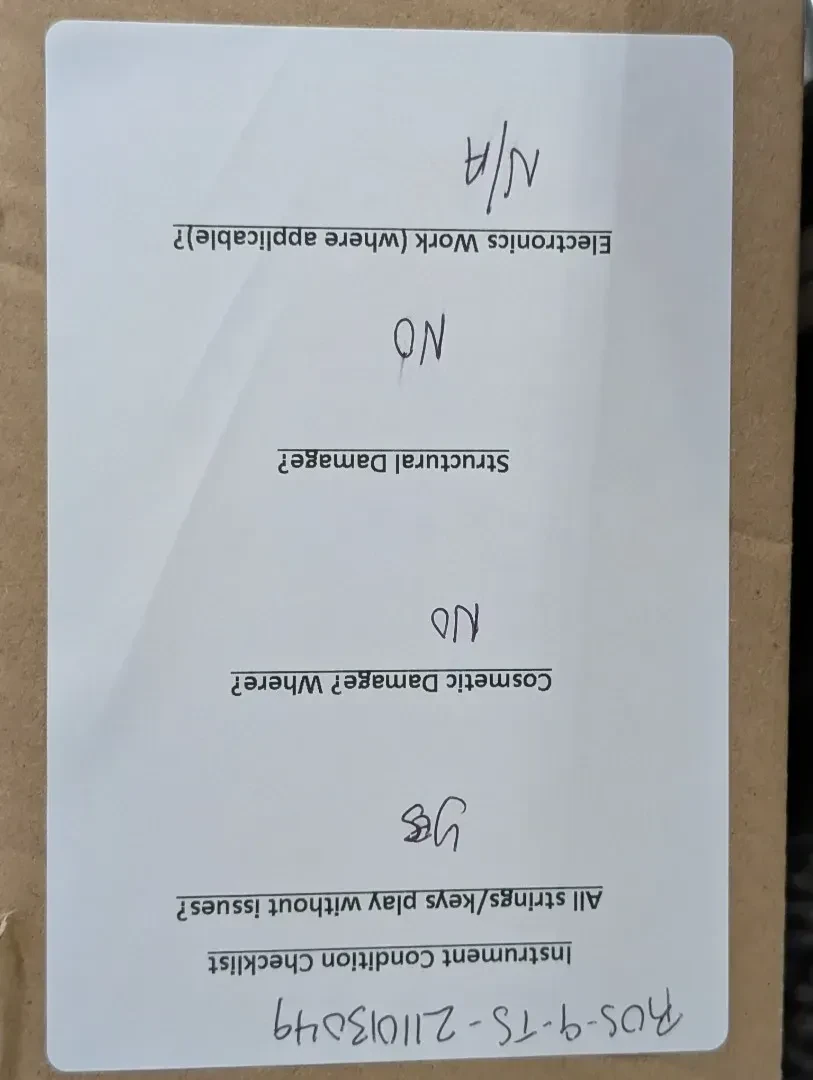 ROS-9-TS-211013049
Instrument Condition Checklist
All strings/keys play without issues?
yes
Cosmetic Damage? Where?
NO
Structural Damage?
NO
Electronics Work (where applicable)?
N/A